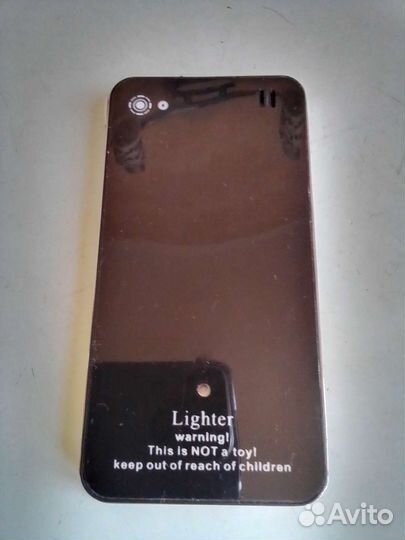 Lighter
warning!
This is NOT a toy!
keep out of reach of children
Avito